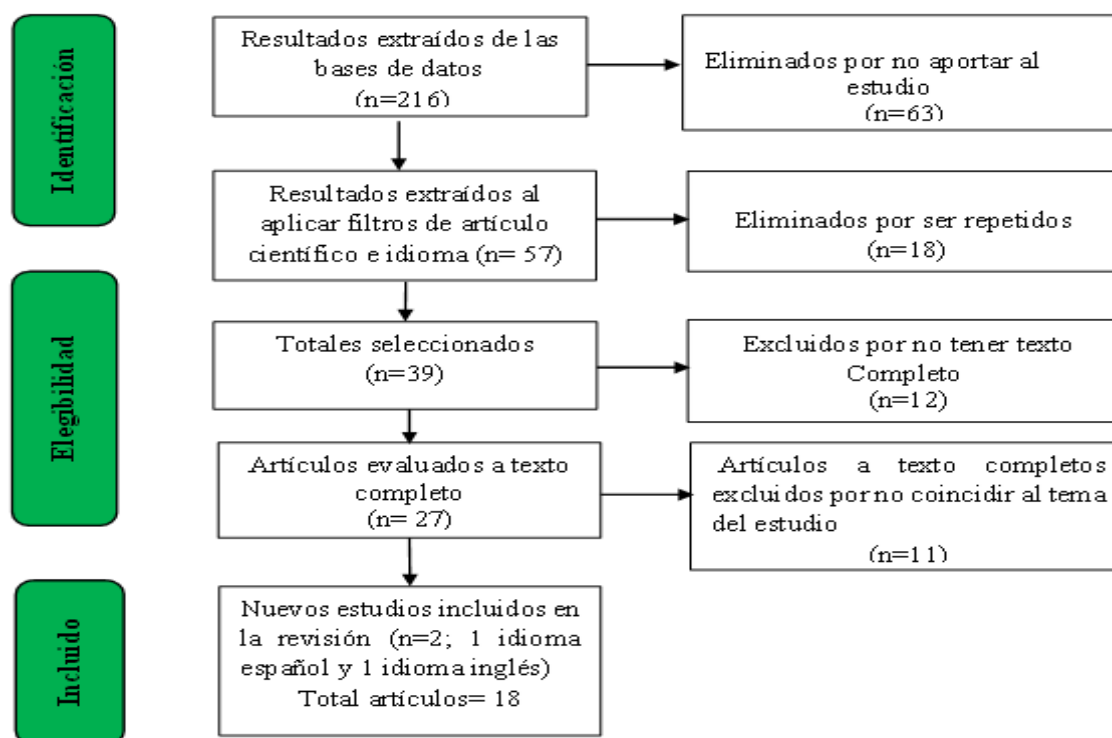 Identificación
Resultados extraídos de las
bases de datos
(n=216)
Eliminados por no aportar al
estudio
(n=63)
Resultados extraídos al
aplicar filtros de artículo
científico e idioma (n= 57)
Eliminados por ser repetidos
(n=18)
Elegibilidad
Totales seleccionados
(n=39)
Excluidos por no tener texto
Completo
(n=12)
Artículos evaluados a texto
completo
(n= 27)
Artículos a texto completos
excluidos por no coincidir al tema
del estudio
(n=11)
Incluido
Nuevos estudios incluidos en
la revisión (n=2; 1 idioma
español y 1 idioma inglés)
Total artículos= 18